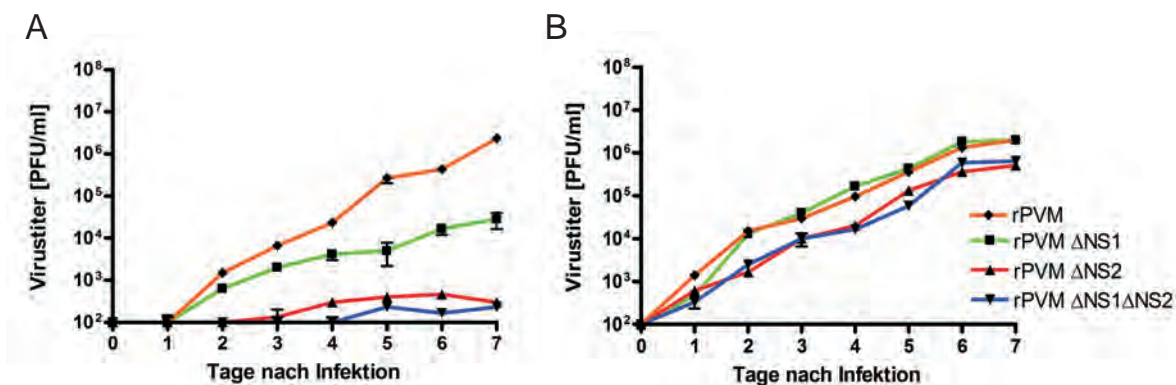 A
Virustiter [PFU/ml]
10⁸
10⁷
10⁶
10⁵
10⁴
10³
10²
0 1 2 3 4 5 6 7
Tage nach Infektion
B
Virustiter [PFU/ml]
10⁸
10⁷
10⁶
10⁵
10⁴
10³
10²
0 1 2 3 4 5 6 7
Tage nach Infektion
rPVM
rPVM ΔNS1
rPVM ΔNS2
rPVM ΔNS1ΔNS2